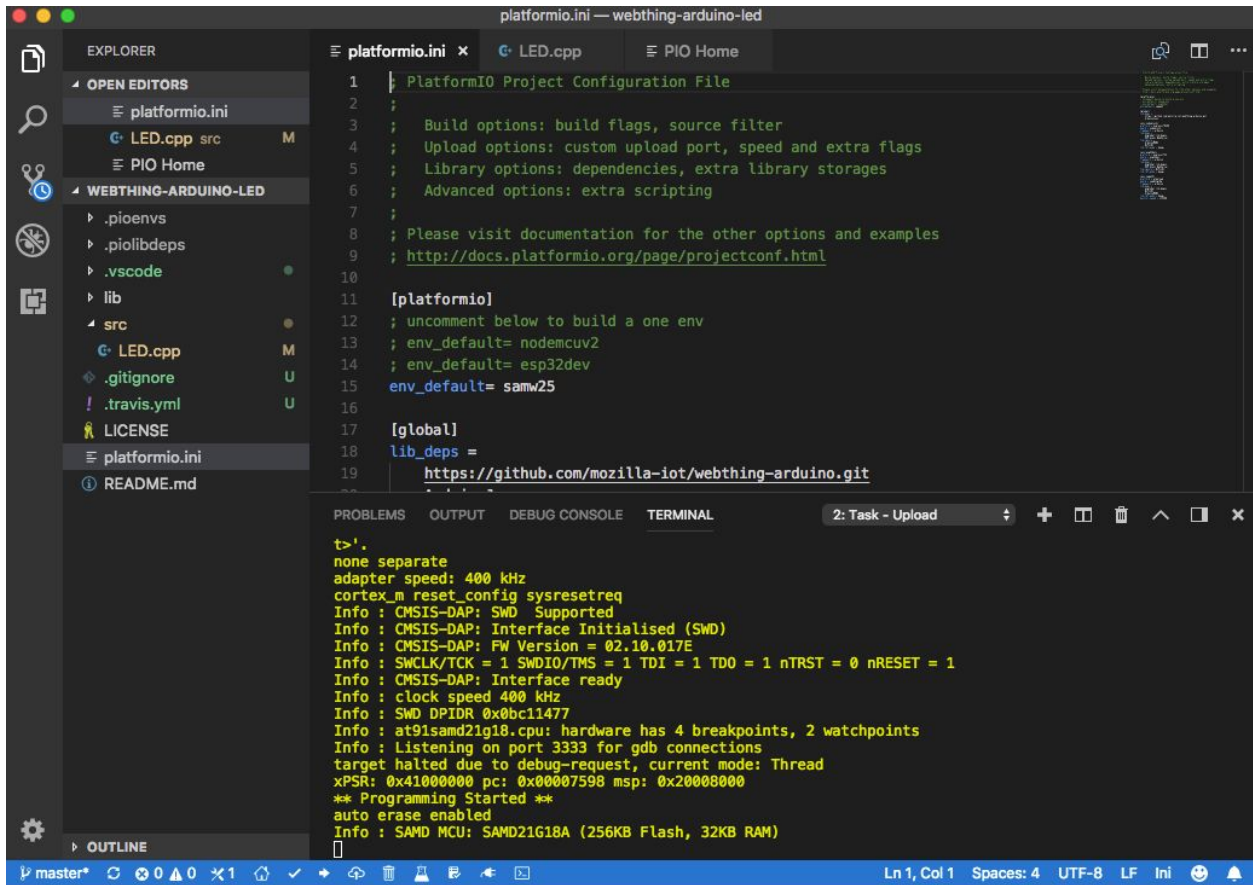 platformio.ini — webthing-arduino-led
EXPLORER
OPEN EDITORS
platformio.ini
LED.cpp src M
PIO Home
WEBTHING-ARDUINO-LED
.pioenvs
.piolibdeps
.vscode
lib
src
LED.cpp M
.gitignore U
.travis.yml U
LICENSE
platformio.ini
README.md
OUTLINE
platformio.ini × LED.cpp PIO Home
1 ; PlatformIO Project Configuration File
2 ;
3 ; Build options: build flags, source filter
4 ; Upload options: custom upload port, speed and extra flags
5 ; Library options: dependencies, extra library storages
6 ; Advanced options: extra scripting
7 ;
8 ; Please visit documentation for the other options and examples
9 ; http://docs.platformio.org/page/projectconf.html
10
11 [platformio]
12 ; uncomment below to build a one env
13 ; env_default= nodemcuv2
14 ; env_default= esp32dev
15 env_default= samw25
16
17 [global]
18 lib_deps =
19 https://github.com/mozilla-iot/webthing-arduino.git
PROBLEMS OUTPUT DEBUG CONSOLE TERMINAL 2: Task - Upload
t>'.
none separate
adapter speed: 400 kHz
cortex_m reset_config sysresetreq
Info : CMSIS-DAP: SWD  Supported
Info : CMSIS-DAP: Interface Initialised (SWD)
Info : CMSIS-DAP: FW Version = 02.10.017E
Info : SWCLK/TCK = 1 SWDIO/TMS = 1 TDI = 1 TDO = 1 nTRST = 0 nRESET = 1
Info : CMSIS-DAP: Interface ready
Info : clock speed 400 kHz
Info : SWD DPIDR 0x0bc11477
Info : at91samd21g18.cpu: hardware has 4 breakpoints, 2 watchpoints
Info : Listening on port 3333 for gdb connections
target halted due to debug-request, current mode: Thread
xPSR: 0x41000000 pc: 0x00007598 msp: 0x20008000
** Programming Started **
auto erase enabled
Info : SAMD MCU: SAMD21G18A (256KB Flash, 32KB RAM)
master* 0 0 1 Ln 1, Col 1 Spaces: 4 UTF-8 LF Ini